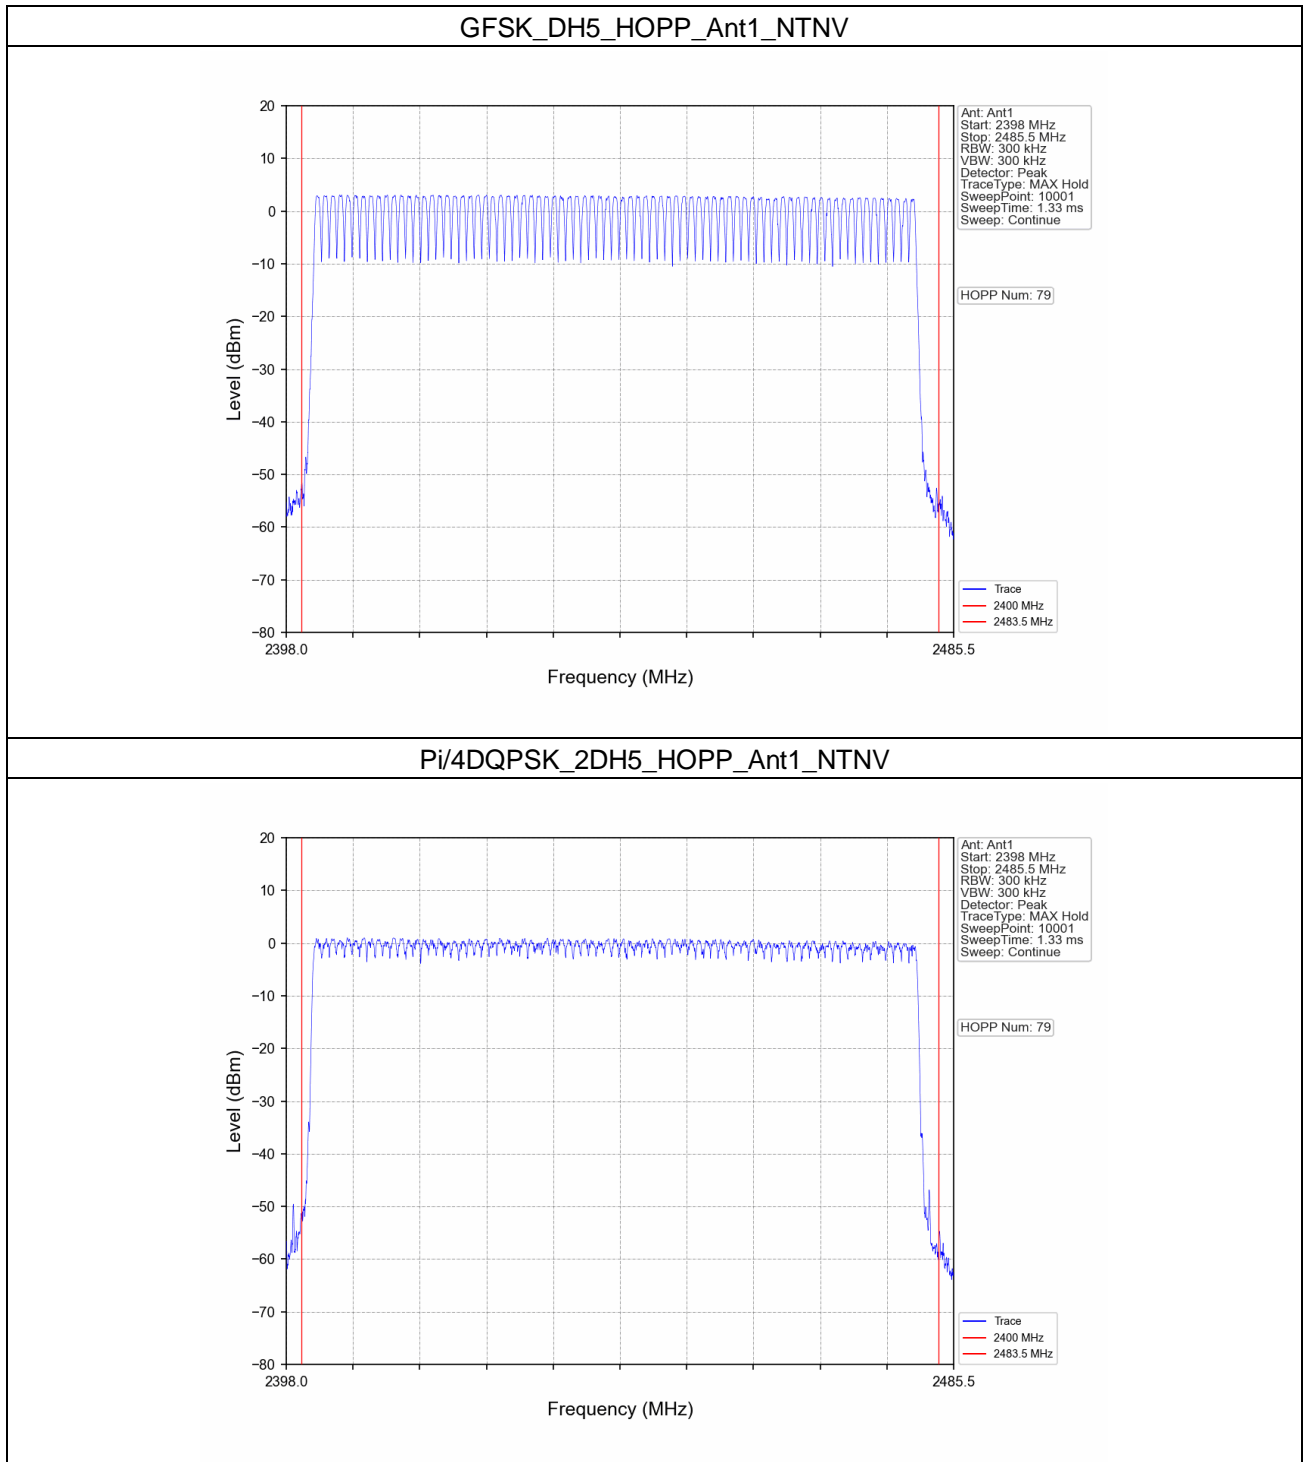 GFSK_DH5_HOPP_Ant1_NTNV
20
10
0
−10
−20
−30
−40
−50
−60
−70
−80
Level (dBm)
2398.0
2485.5
Frequency (MHz)
Ant: Ant1
Start: 2398 MHz
Stop: 2485.5 MHz
RBW: 300 kHz
VBW: 300 kHz
Detector: Peak
TraceType: MAX Hold
SweepPoint: 10001
SweepTime: 1.33 ms
Sweep: Continue
HOPP Num: 79
Trace
2400 MHz
2483.5 MHz
Pi/4DQPSK_2DH5_HOPP_Ant1_NTNV
20
10
0
−10
−20
−30
−40
−50
−60
−70
−80
Level (dBm)
2398.0
2485.5
Frequency (MHz)
Ant: Ant1
Start: 2398 MHz
Stop: 2485.5 MHz
RBW: 300 kHz
VBW: 300 kHz
Detector: Peak
TraceType: MAX Hold
SweepPoint: 10001
SweepTime: 1.33 ms
Sweep: Continue
HOPP Num: 79
Trace
2400 MHz
2483.5 MHz